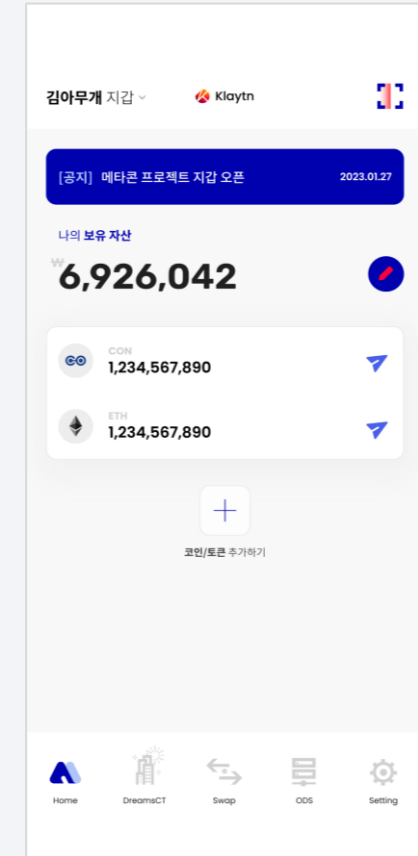 김아무개 지갑
Klaytn
[공지] 메타콘 프로젝트 지갑 오픈 2023.01.27
나의 보유 자산
₩6,926,042
CON
1,234,567,890
ETH
1,234,567,890
코인/토큰 추가하기
Home DreamsCT Swap ODS Setting